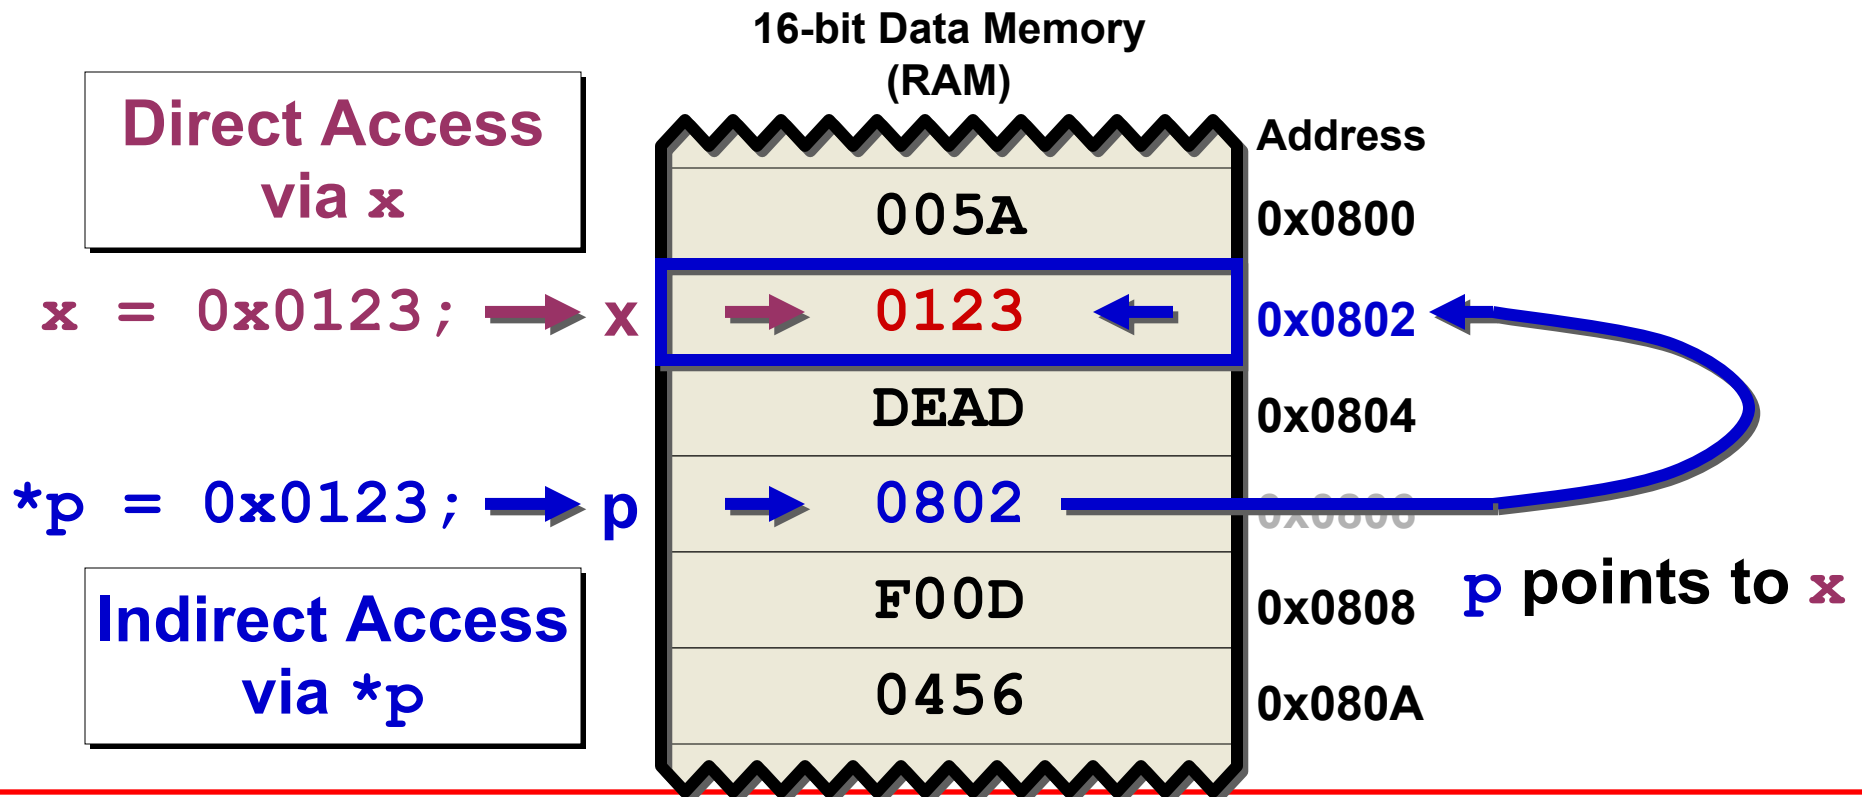 16-bit Data Memory
(RAM)
Direct Access
via x
Address
005A 0x0800
x = 0x0123; x 0123 0x0802
DEAD 0x0804
*p = 0x0123; p 0802 0x0806
Indirect Access
via *p
F00D 0x0808
p points to x
0456 0x080A